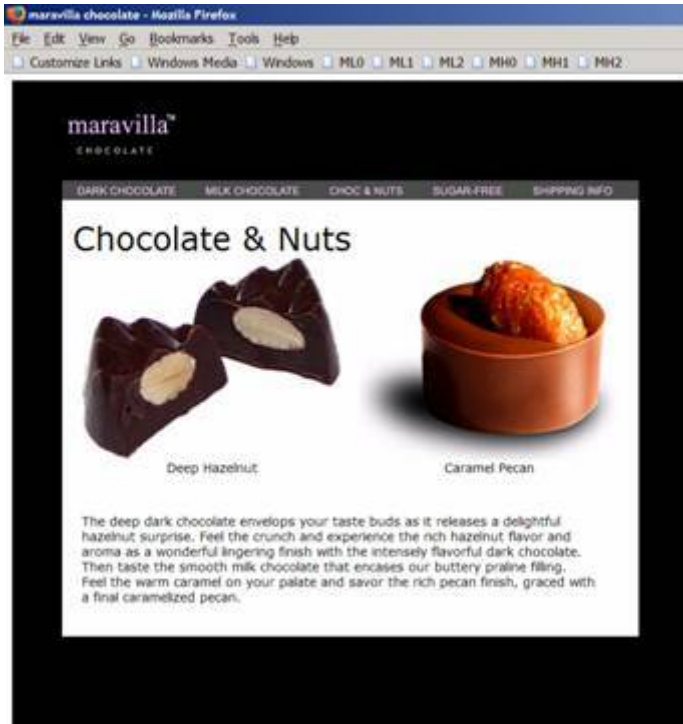 maravilla chocolate - Mozilla Firefox
File Edit View Go Bookmarks Tools Help
Customize Links Windows Media Windows ML0 ML1 ML2 MH0 MH1 MH2
maravilla™
CHOCOLATE
DARK CHOCOLATE MILK CHOCOLATE CHOC & NUTS SUGAR-FREE SHIPPING INFO
Chocolate & Nuts
Deep Hazelnut Caramel Pecan
The deep dark chocolate envelops your taste buds as it releases a delightful
hazelnut surprise. Feel the crunch and experience the rich hazelnut flavor and
aroma as a wonderful lingering finish with the intensely flavorful dark chocolate.
Then taste the smooth milk chocolate that encases our buttery praline filling.
Feel the warm caramel on your palate and savor the rich pecan finish, graced with
a final caramelized pecan.